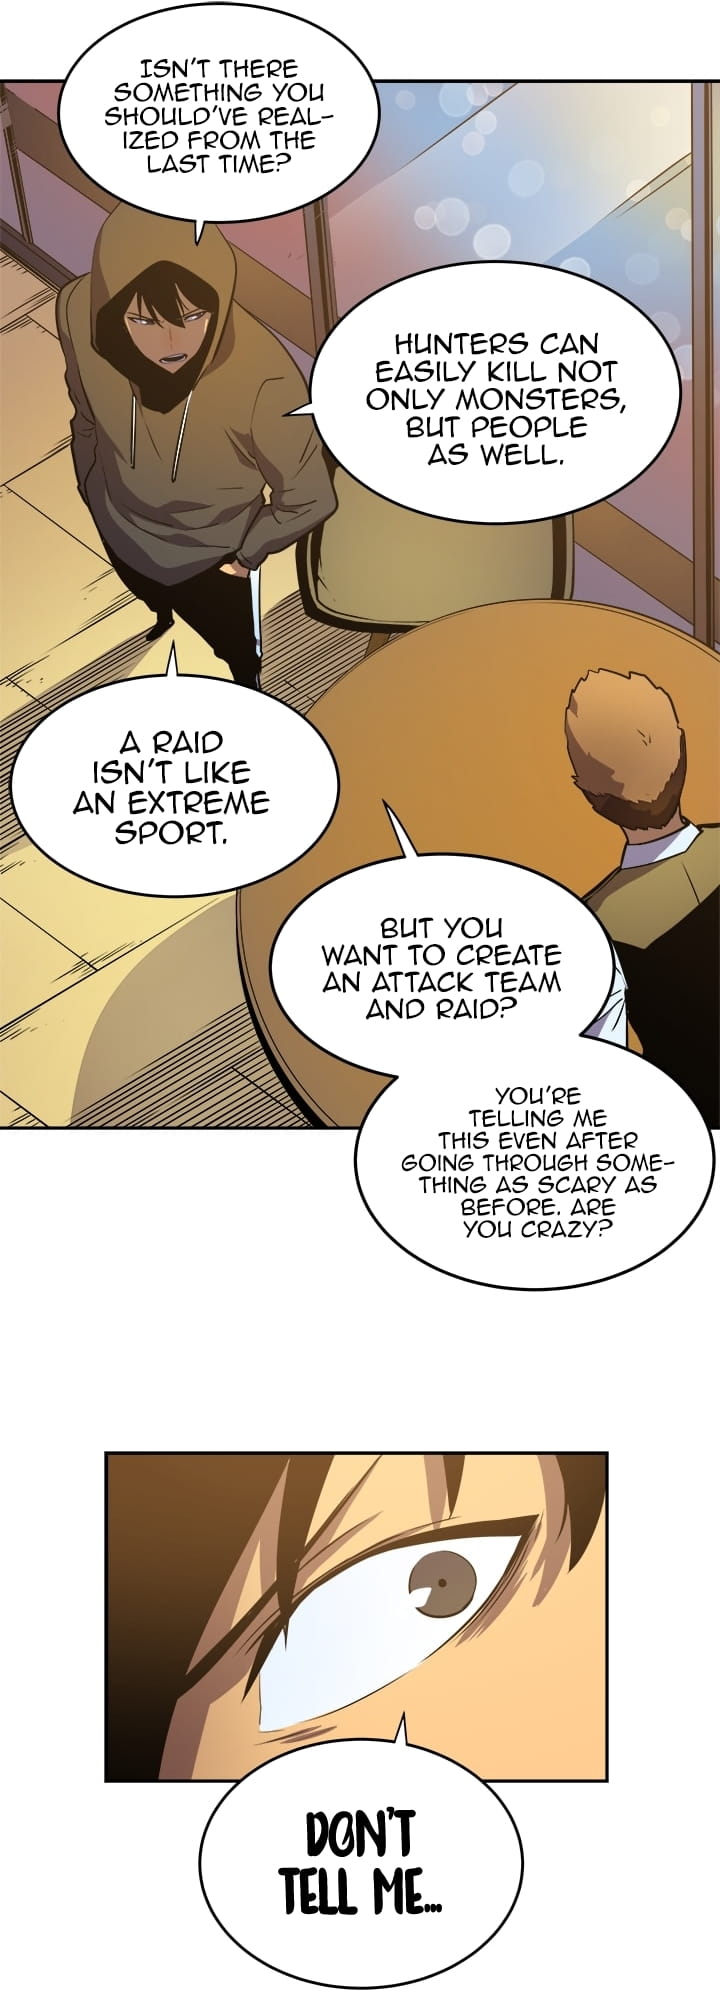 ISN'T THERE
SOMETHING YOU
SHOULD'VE REAL-
IZED FROM THE
LAST TIME?
HUNTERS CAN
EASILY KILL NOT
ONLY MONSTERS,
BUT PEOPLE
AS WELL.
A RAID
ISN'T LIKE
AN EXTREME
SPORT.
BUT YOU
WANT TO CREATE
AN ATTACK TEAM
AND RAID?
YOU'RE
TELLING ME
THIS EVEN AFTER
GOING THROUGH SOME-
THING AS SCARY AS
BEFORE. ARE
YOU CRAZY?
DON'T
TELL ME...